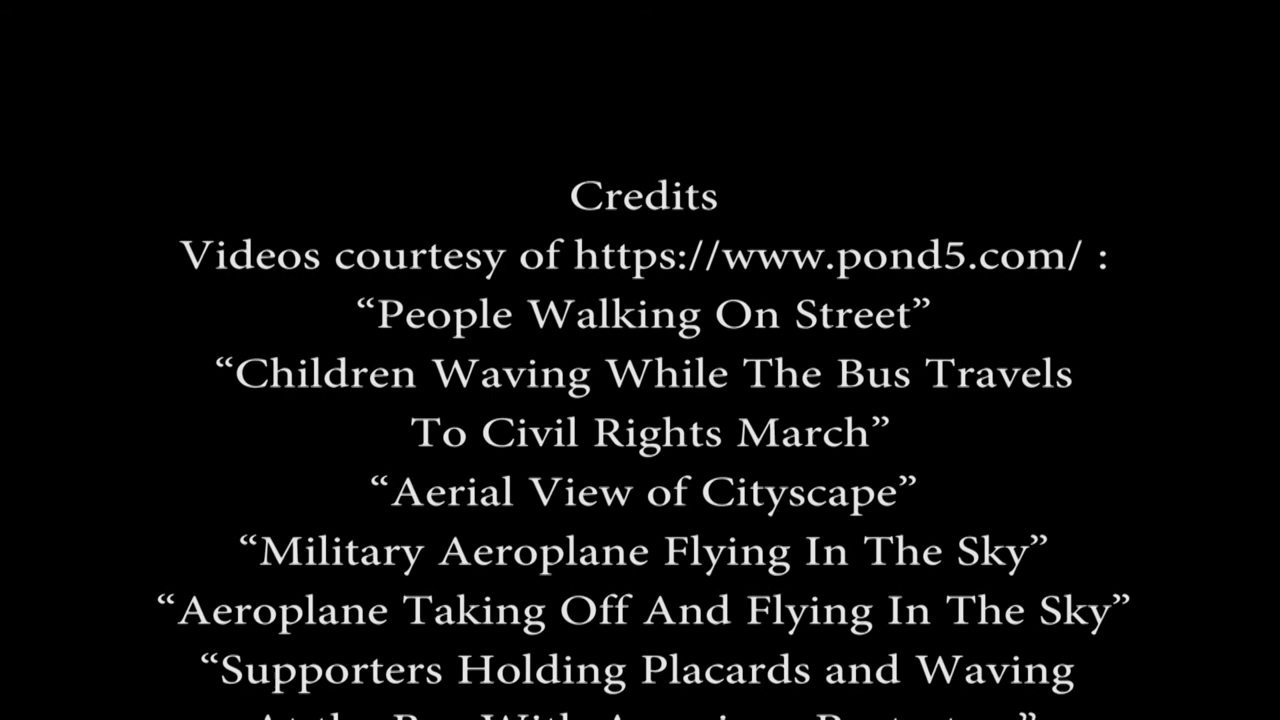 Credits
Videos courtesy of https://www.pond5.com/ :
“People Walking On Street”
“Children Waving While The Bus Travels
To Civil Rights March”
“Aerial View of Cityscape”
“Military Aeroplane Flying In The Sky”
“Aeroplane Taking Off And Flying In The Sky”
“Supporters Holding Placards and Waving